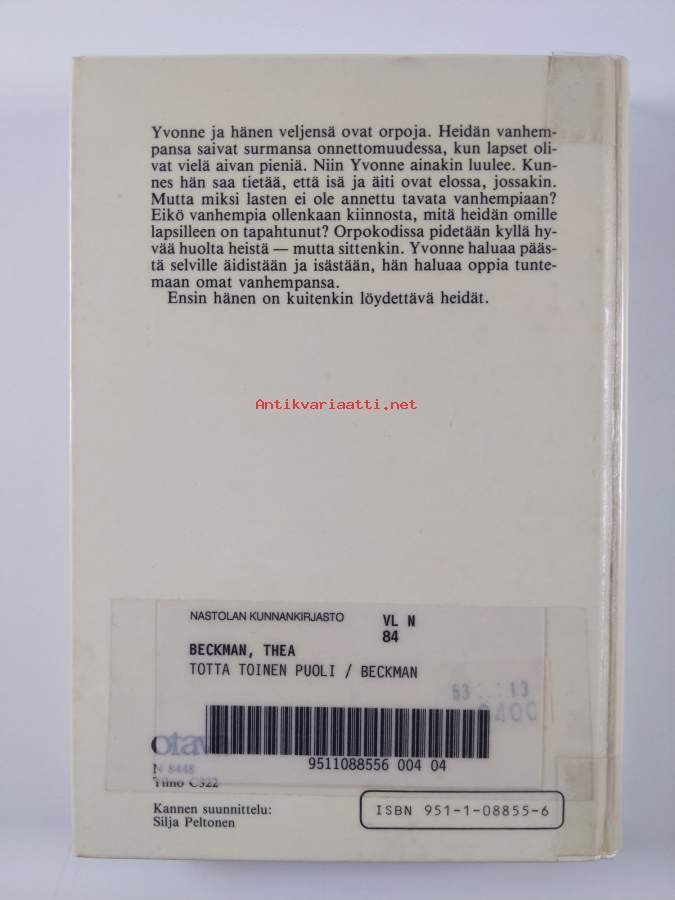 Yvonne ja hänen veljensä ovat orpoja. Heidän vanhem-
pansa saivat surmansa onnettomuudessa, kun lapset oli-
vat vielä aivan pieniä. Niin Yvonne ainakin luulee. Kun-
nes hän saa tietää, että isä ja äiti ovat elossa, jossakin.
Mutta miksi lasten ei ole annettu tavata vanhempiaan?
Eikö vanhempia ollenkaan kiinnosta, mitä heidän omille
lapsilleen on tapahtunut? Orpokodissa pidetään kyllä hy-
vää huolta heistä — mutta sittenkin. Yvonne haluaa pääs-
tä selville äidistään ja isästään, hän haluaa oppia tunte-
maan omat vanhempansa.
Ensin hänen on kuitenkin löydettävä heidät.
Antikvariaatti.net
NASTOLAN KUNNANKIRJASTO
VL N
84
BECKMAN, THEA
TOTTA TOINEN PUOLI / BECKMAN
9511088556 004 04
N 8448
C322
Kannen suunnittelu:
Silja Peltonen
ISBN 951-1-08855-6